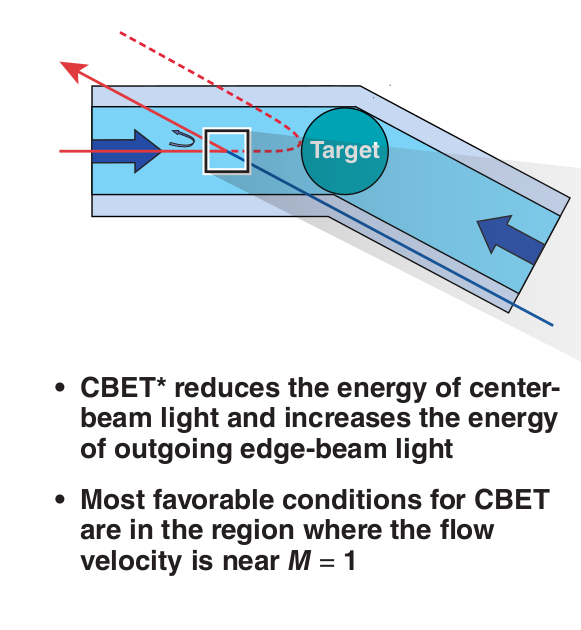 Target
• CBET* reduces the energy of center-
beam light and increases the energy
of outgoing edge-beam light
• Most favorable conditions for CBET
are in the region where the flow
velocity is near M = 1